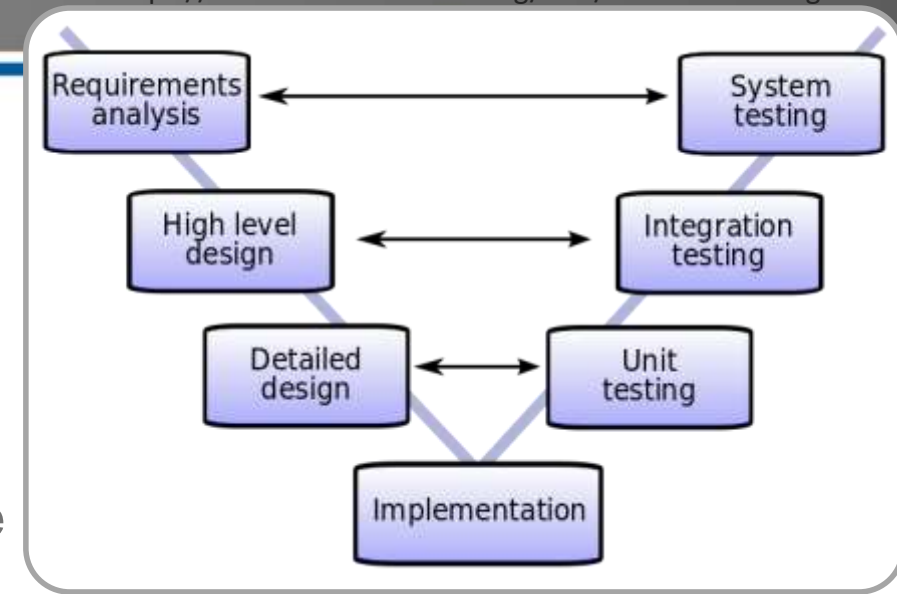 Requirements
analysis
System
testing
High level
design
Integration
testing
Detailed
design
Unit
testing
Implementation
e